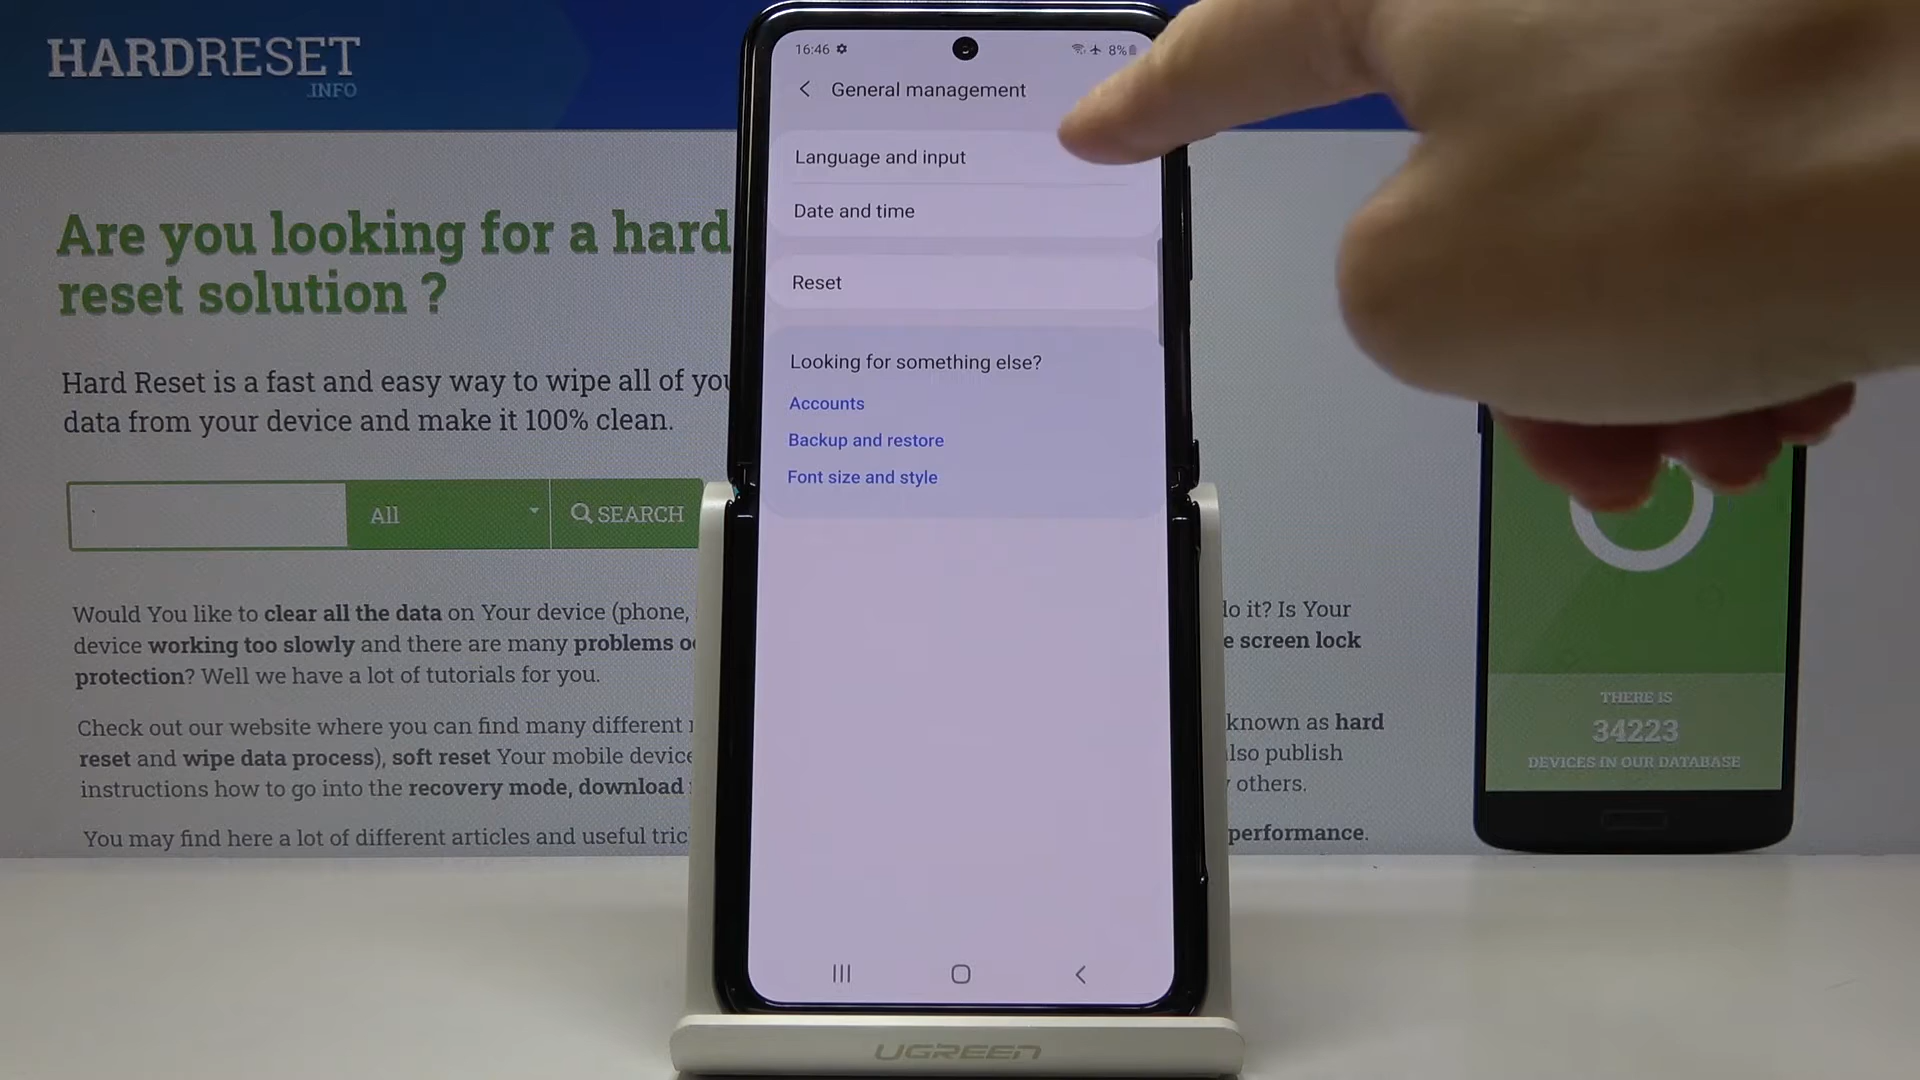 HARDRESET
.INFO
Are you looking for a hard
reset solution ?
Hard Reset is a fast and easy way to wipe all of
data from your device and make it 100% clean.
All
SEARCH
Would You like to clear all the data on Your device (phone,
device working too slowly and there are many problems
protection? Well we have a lot of tutorials for you.
Check out our website where you can find many different
reset and wipe data process), soft reset Your mobile device
instructions how to go into the recovery mode, download
You may find here a lot of different articles and useful
16:46
8%
General management
Language and input
Date and time
Reset
Looking for something else?
Accounts
Backup and restore
Font size and style
UGREEN
do it? Is Your
screen lock
known as hard
also publish
others.
performance.
THERE IS
34223
DEVICES IN OUR DATABASE